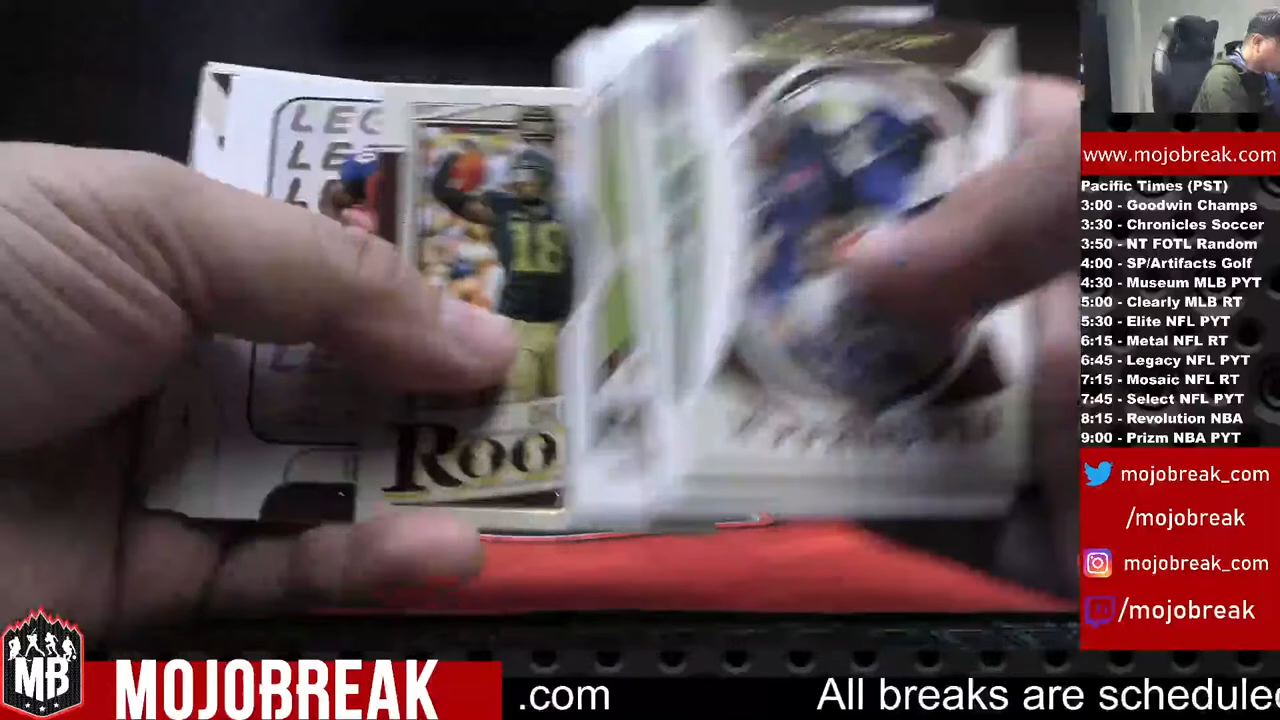 LEG
LE
18
Roo
www.mojobreak.com
Pacific Times (PST)
3:00 - Goodwin Champs
3:30 - Chronicles Soccer
3:50 - NT FOTL Random
4:00 - SP/Artifacts Golf
4:30 - Museum MLB PYT
5:00 - Clearly MLB RT
5:30 - Elite NFL PYT
6:15 - Metal NFL RT
6:45 - Legacy NFL PYT
7:15 - Mosaic NFL RT
7:45 - Select NFL PYT
8:15 - Revolution NBA
9:00 - Prizm NBA PYT
mojobreak_com
/mojobreak
mojobreak_com
/mojobreak
MB
MOJOBREAK .com
All breaks are scheduled